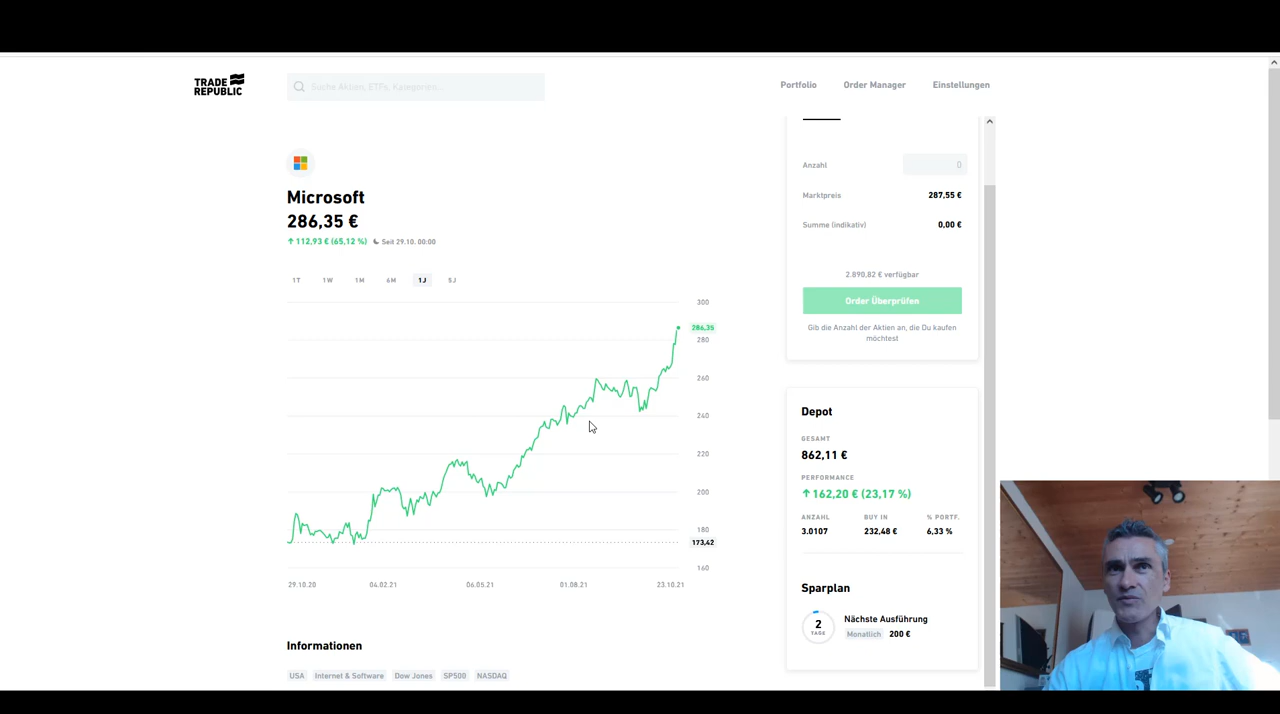 TRADE
REPUBLIC
Suche Aktien, ETFs, Kategorien...
Portfolio
Order Manager
Einstellungen
Microsoft
286,35 €
112,93 € (65,12 %) Seit 29.10. 00:00
1T 1W 1M 6M 1J 5J
300
286,35
280
260
240
220
200
180
173,42
160
29.10.20 04.02.21 06.05.21 01.08.21 23.10.21
Informationen
USA Internet & Software Dow Jones SP500 NASDAQ
Anzahl 0
Marktpreis 287,55 €
Summe (indikativ) 0,00 €
2.890,82 € verfügbar
Order Überprüfen
Gib die Anzahl der Aktien an, die Du kaufen
möchtest
Depot
GESAMT
862,11 €
PERFORMANCE
162,20 € (23,17 %)
ANZAHL BUY IN % PORTF.
3.0107 232,48 € 6,33 %
Sparplan
2
TAGE
Nächste Ausführung
Monatlich 200 €